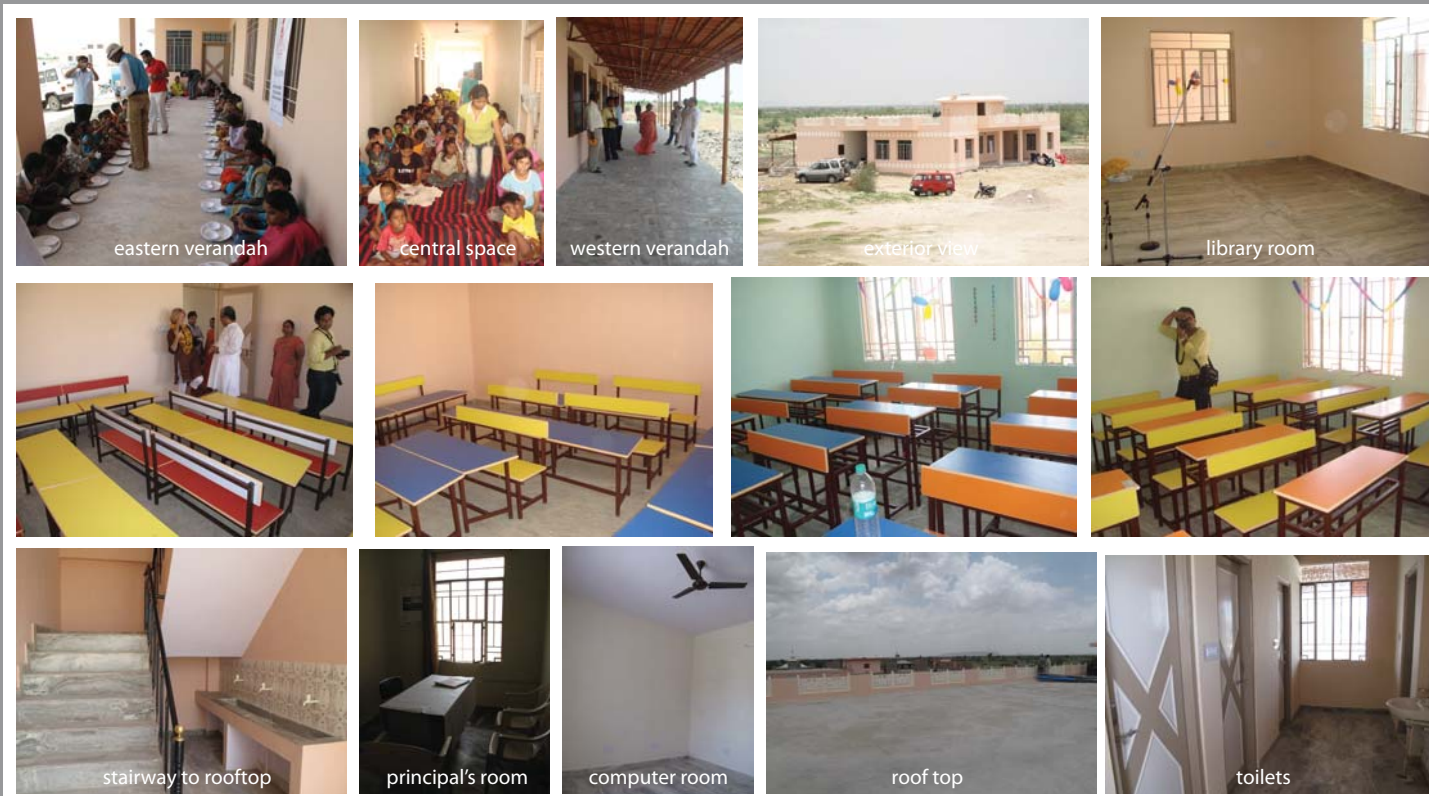 eastern verandah
central space
western verandah
exterior view
library room
stairway to rooftop
principal's room
computer room
roof top
toilets